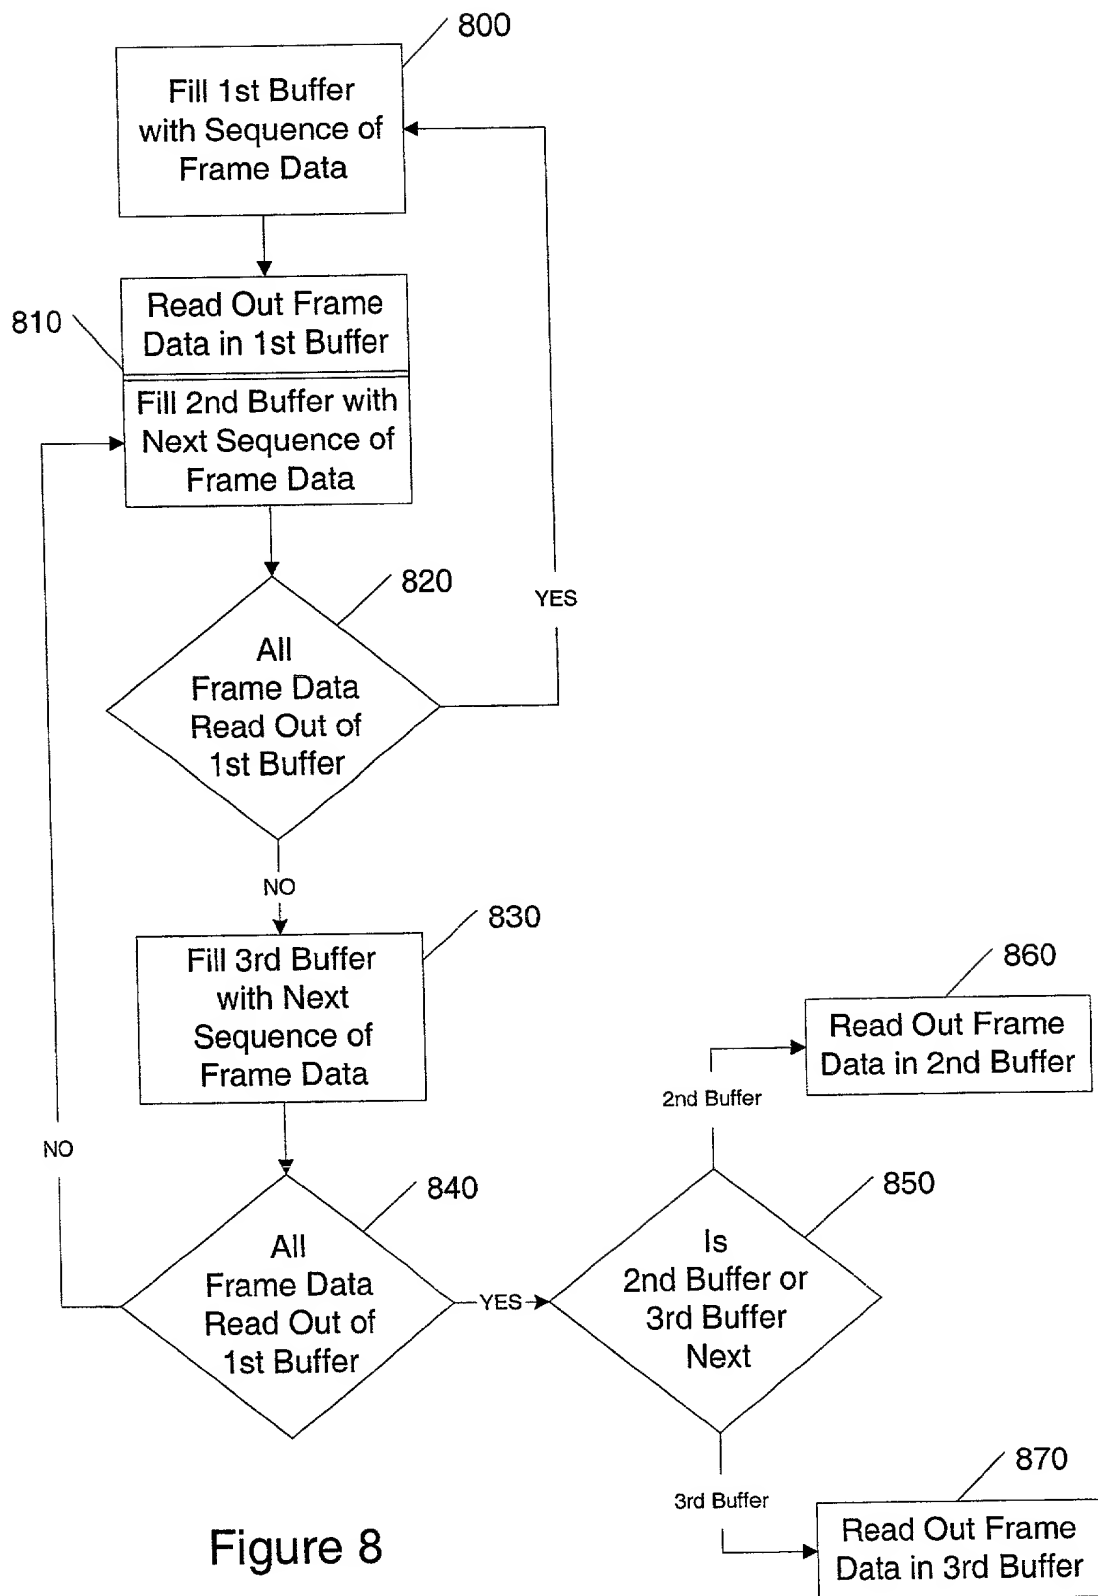 800
Fill 1st Buffer
with Sequence of
Frame Data
810
Read Out Frame
Data in 1st Buffer
Fill 2nd Buffer with
Next Sequence of
Frame Data
820
YES
All
Frame Data
Read Out of
1st Buffer
NO
830
Fill 3rd Buffer
with Next
Sequence of
Frame Data
860
Read Out Frame
Data in 2nd Buffer
2nd Buffer
NO
840
All
Frame Data
Read Out of
1st Buffer
YES
850
Is
2nd Buffer or
3rd Buffer
Next
870
3rd Buffer
Read Out Frame
Data in 3rd Buffer
Figure 8